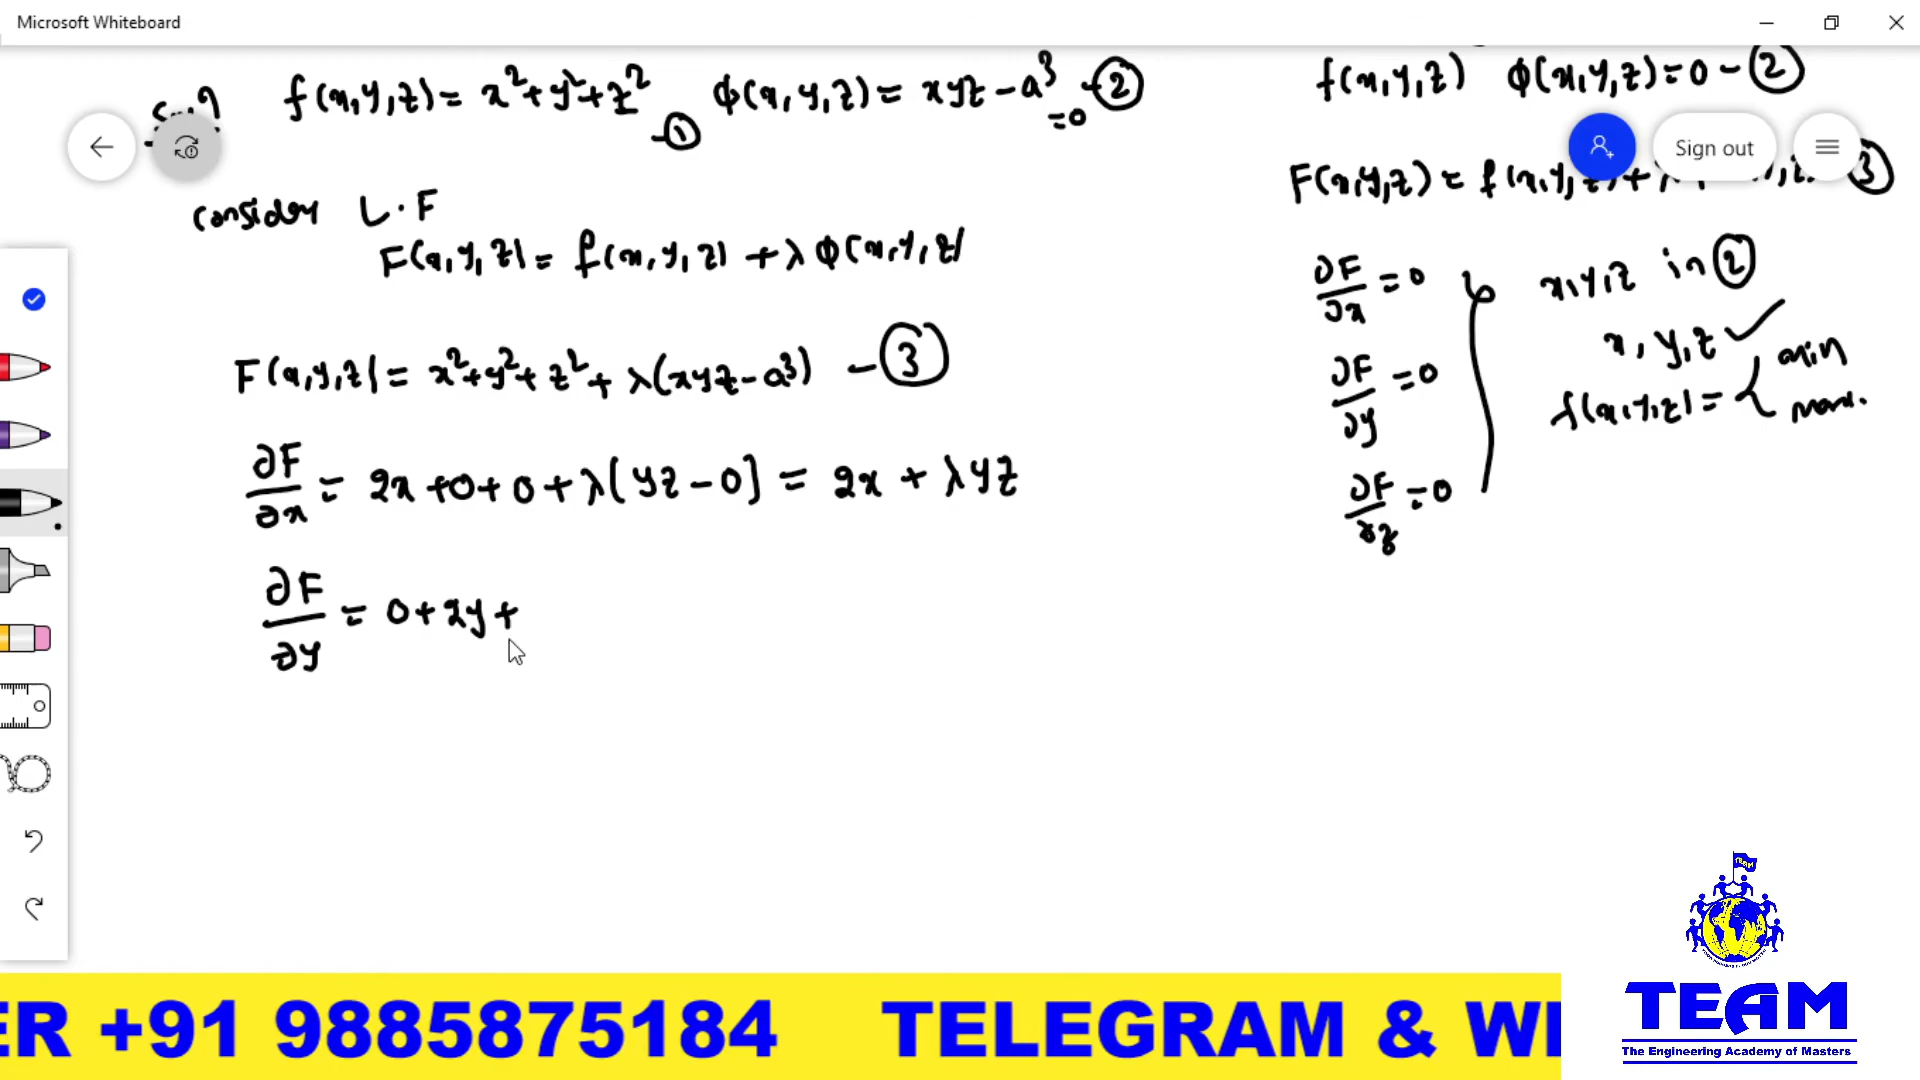 Microsoft Whiteboard
f(x,y,z) = x²+y²+z² -① ϕ(x,y,z) = xyz-a³ =0 -②
consider L.F
F(x,y,z) = f(x,y,z) + λ ϕ(x,y,z)
F(x,y,z) = x²+y²+z²+ λ(xyz-a³) -③
∂F/∂x = 2x+0+0+λ(yz-0] = 2x + λyz
∂F/∂y = 0+2y+
f(x,y,z) ϕ(x,y,z)=0 -②
Sign out
F(x,y,z) = f(x,y, ③
∂F/∂x = 0
∂F/∂y = 0
∂F/∂z = 0
x,y,z in ②
x,y,z ✓
f(x,y,z) = { min
max.
ER +91 9885875184 TELEGRAM & W
TEAM
The Engineering Academy of Masters